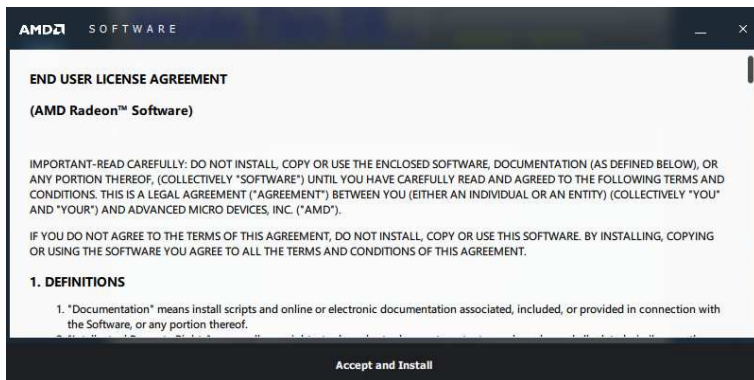 AMD SOFTWARE
END USER LICENSE AGREEMENT
(AMD Radeon™ Software)
IMPORTANT-READ CAREFULLY: DO NOT INSTALL, COPY OR USE THE ENCLOSED SOFTWARE, DOCUMENTATION (AS DEFINED BELOW), OR
ANY PORTION THEREOF, (COLLECTIVELY "SOFTWARE") UNTIL YOU HAVE CAREFULLY READ AND AGREED TO THE FOLLOWING TERMS AND
CONDITIONS. THIS IS A LEGAL AGREEMENT ("AGREEMENT") BETWEEN YOU (EITHER AN INDIVIDUAL OR AN ENTITY) (COLLECTIVELY "YOU"
AND "YOUR") AND ADVANCED MICRO DEVICES, INC. ("AMD").
IF YOU DO NOT AGREE TO THE TERMS OF THIS AGREEMENT, DO NOT INSTALL, COPY OR USE THIS SOFTWARE. BY INSTALLING, COPYING
OR USING THE SOFTWARE YOU AGREE TO ALL THE TERMS AND CONDITIONS OF THIS AGREEMENT.
1. DEFINITIONS
1. "Documentation" means install scripts and online or electronic documentation associated, included, or provided in connection with
the Software, or any portion thereof.
Accept and Install